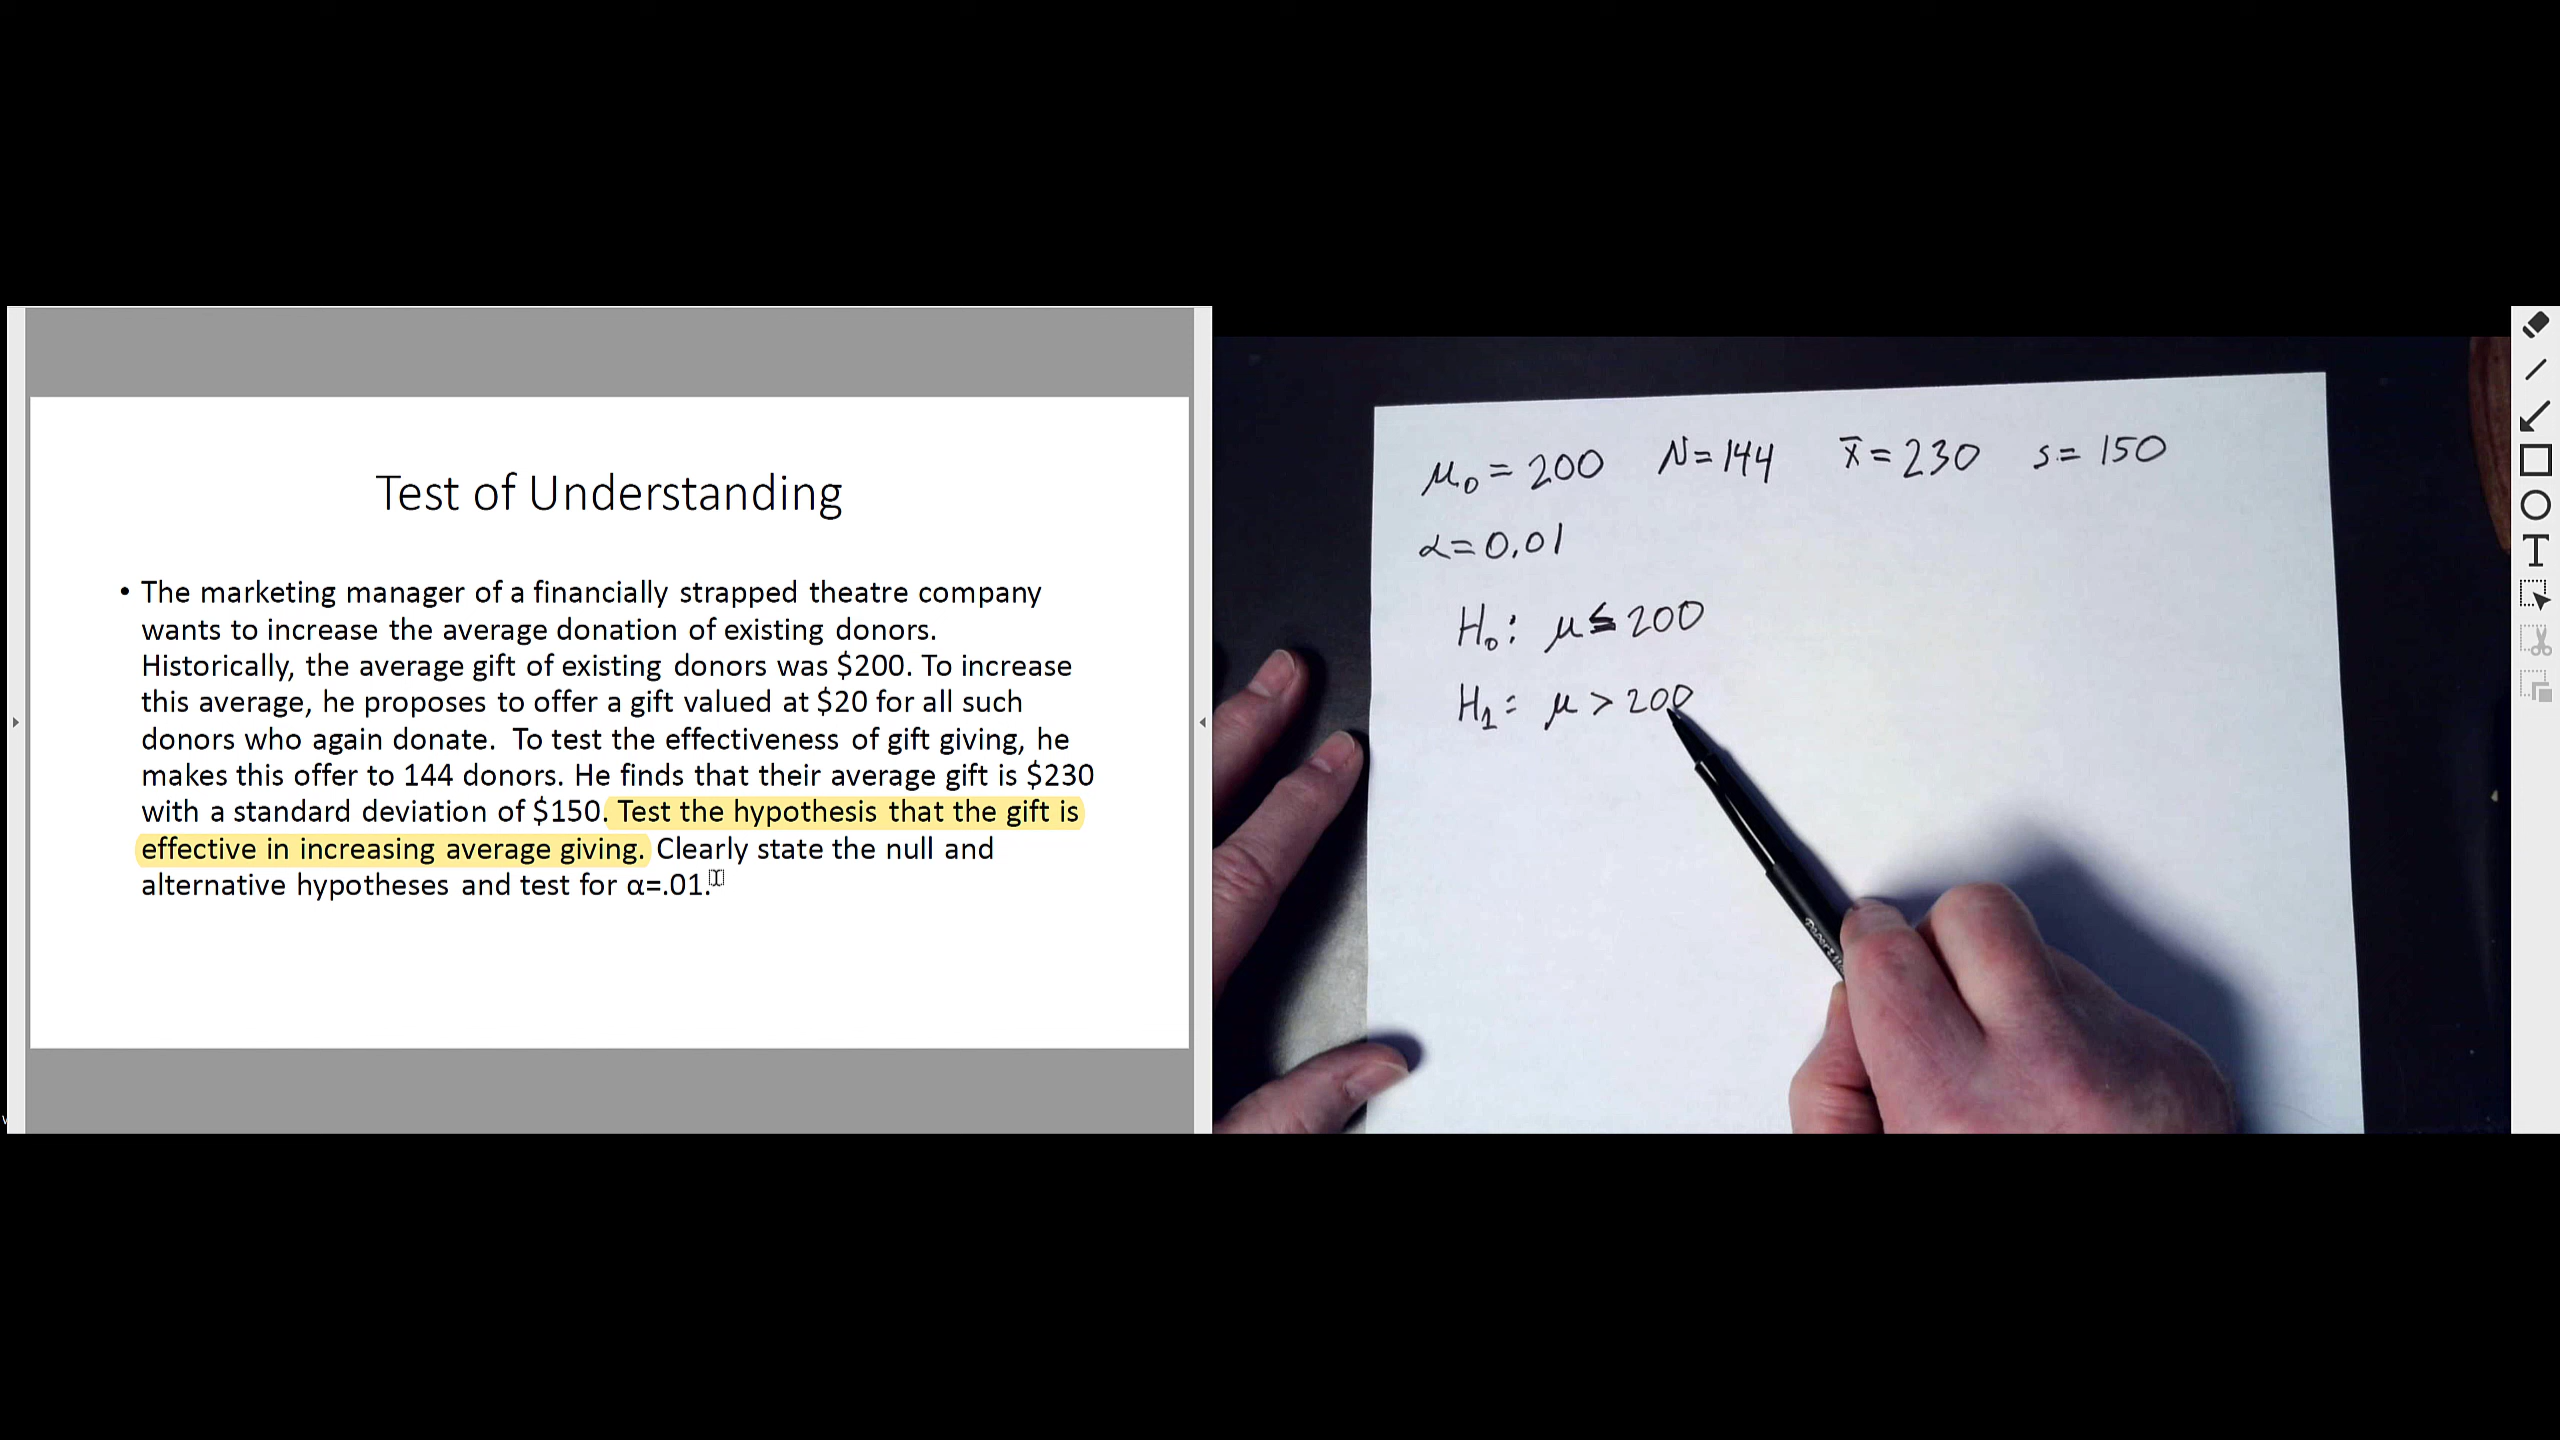 Test of Understanding
• The marketing manager of a financially strapped theatre company
wants to increase the average donation of existing donors.
Historically, the average gift of existing donors was $200. To increase
this average, he proposes to offer a gift valued at $20 for all such
donors who again donate. To test the effectiveness of gift giving, he
makes this offer to 144 donors. He finds that their average gift is $230
with a standard deviation of $150. Test the hypothesis that the gift is
effective in increasing average giving. Clearly state the null and
alternative hypotheses and test for α=.01.
μ₀ = 200 N = 144 x̄ = 230 s = 150
α = 0.01
H₀: μ ≤ 200
H₁: μ > 200
T